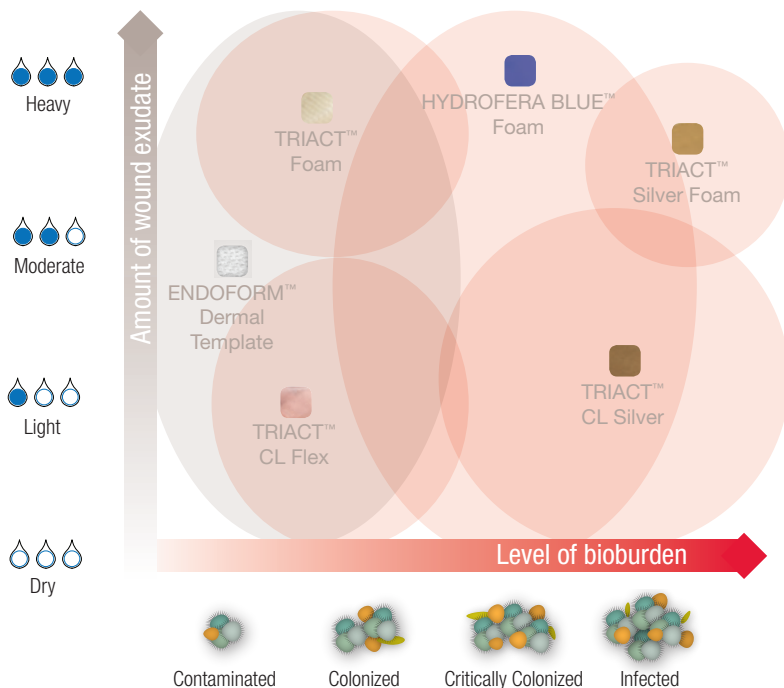 Heavy
Moderate
Light
Dry
Amount of wound exudate
TRIACT™
Foam
HYDROFERA BLUE™
Foam
TRIACT™
Silver Foam
ENDOFORM™
Dermal
Template
TRIACT™
CL Flex
TRIACT™
CL Silver
Level of bioburden
Contaminated
Colonized
Critically Colonized
Infected